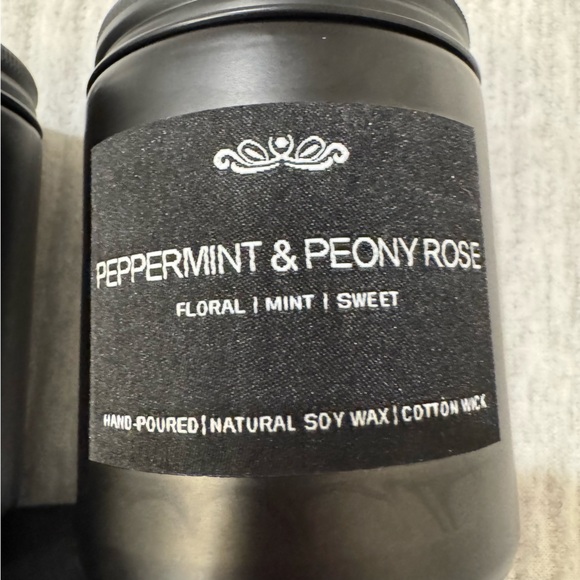 PEPPERMINT & PEONY ROSE
FLORAL | MINT | SWEET
HAND-POURED | NATURAL SOY WAX | COTTON WICK